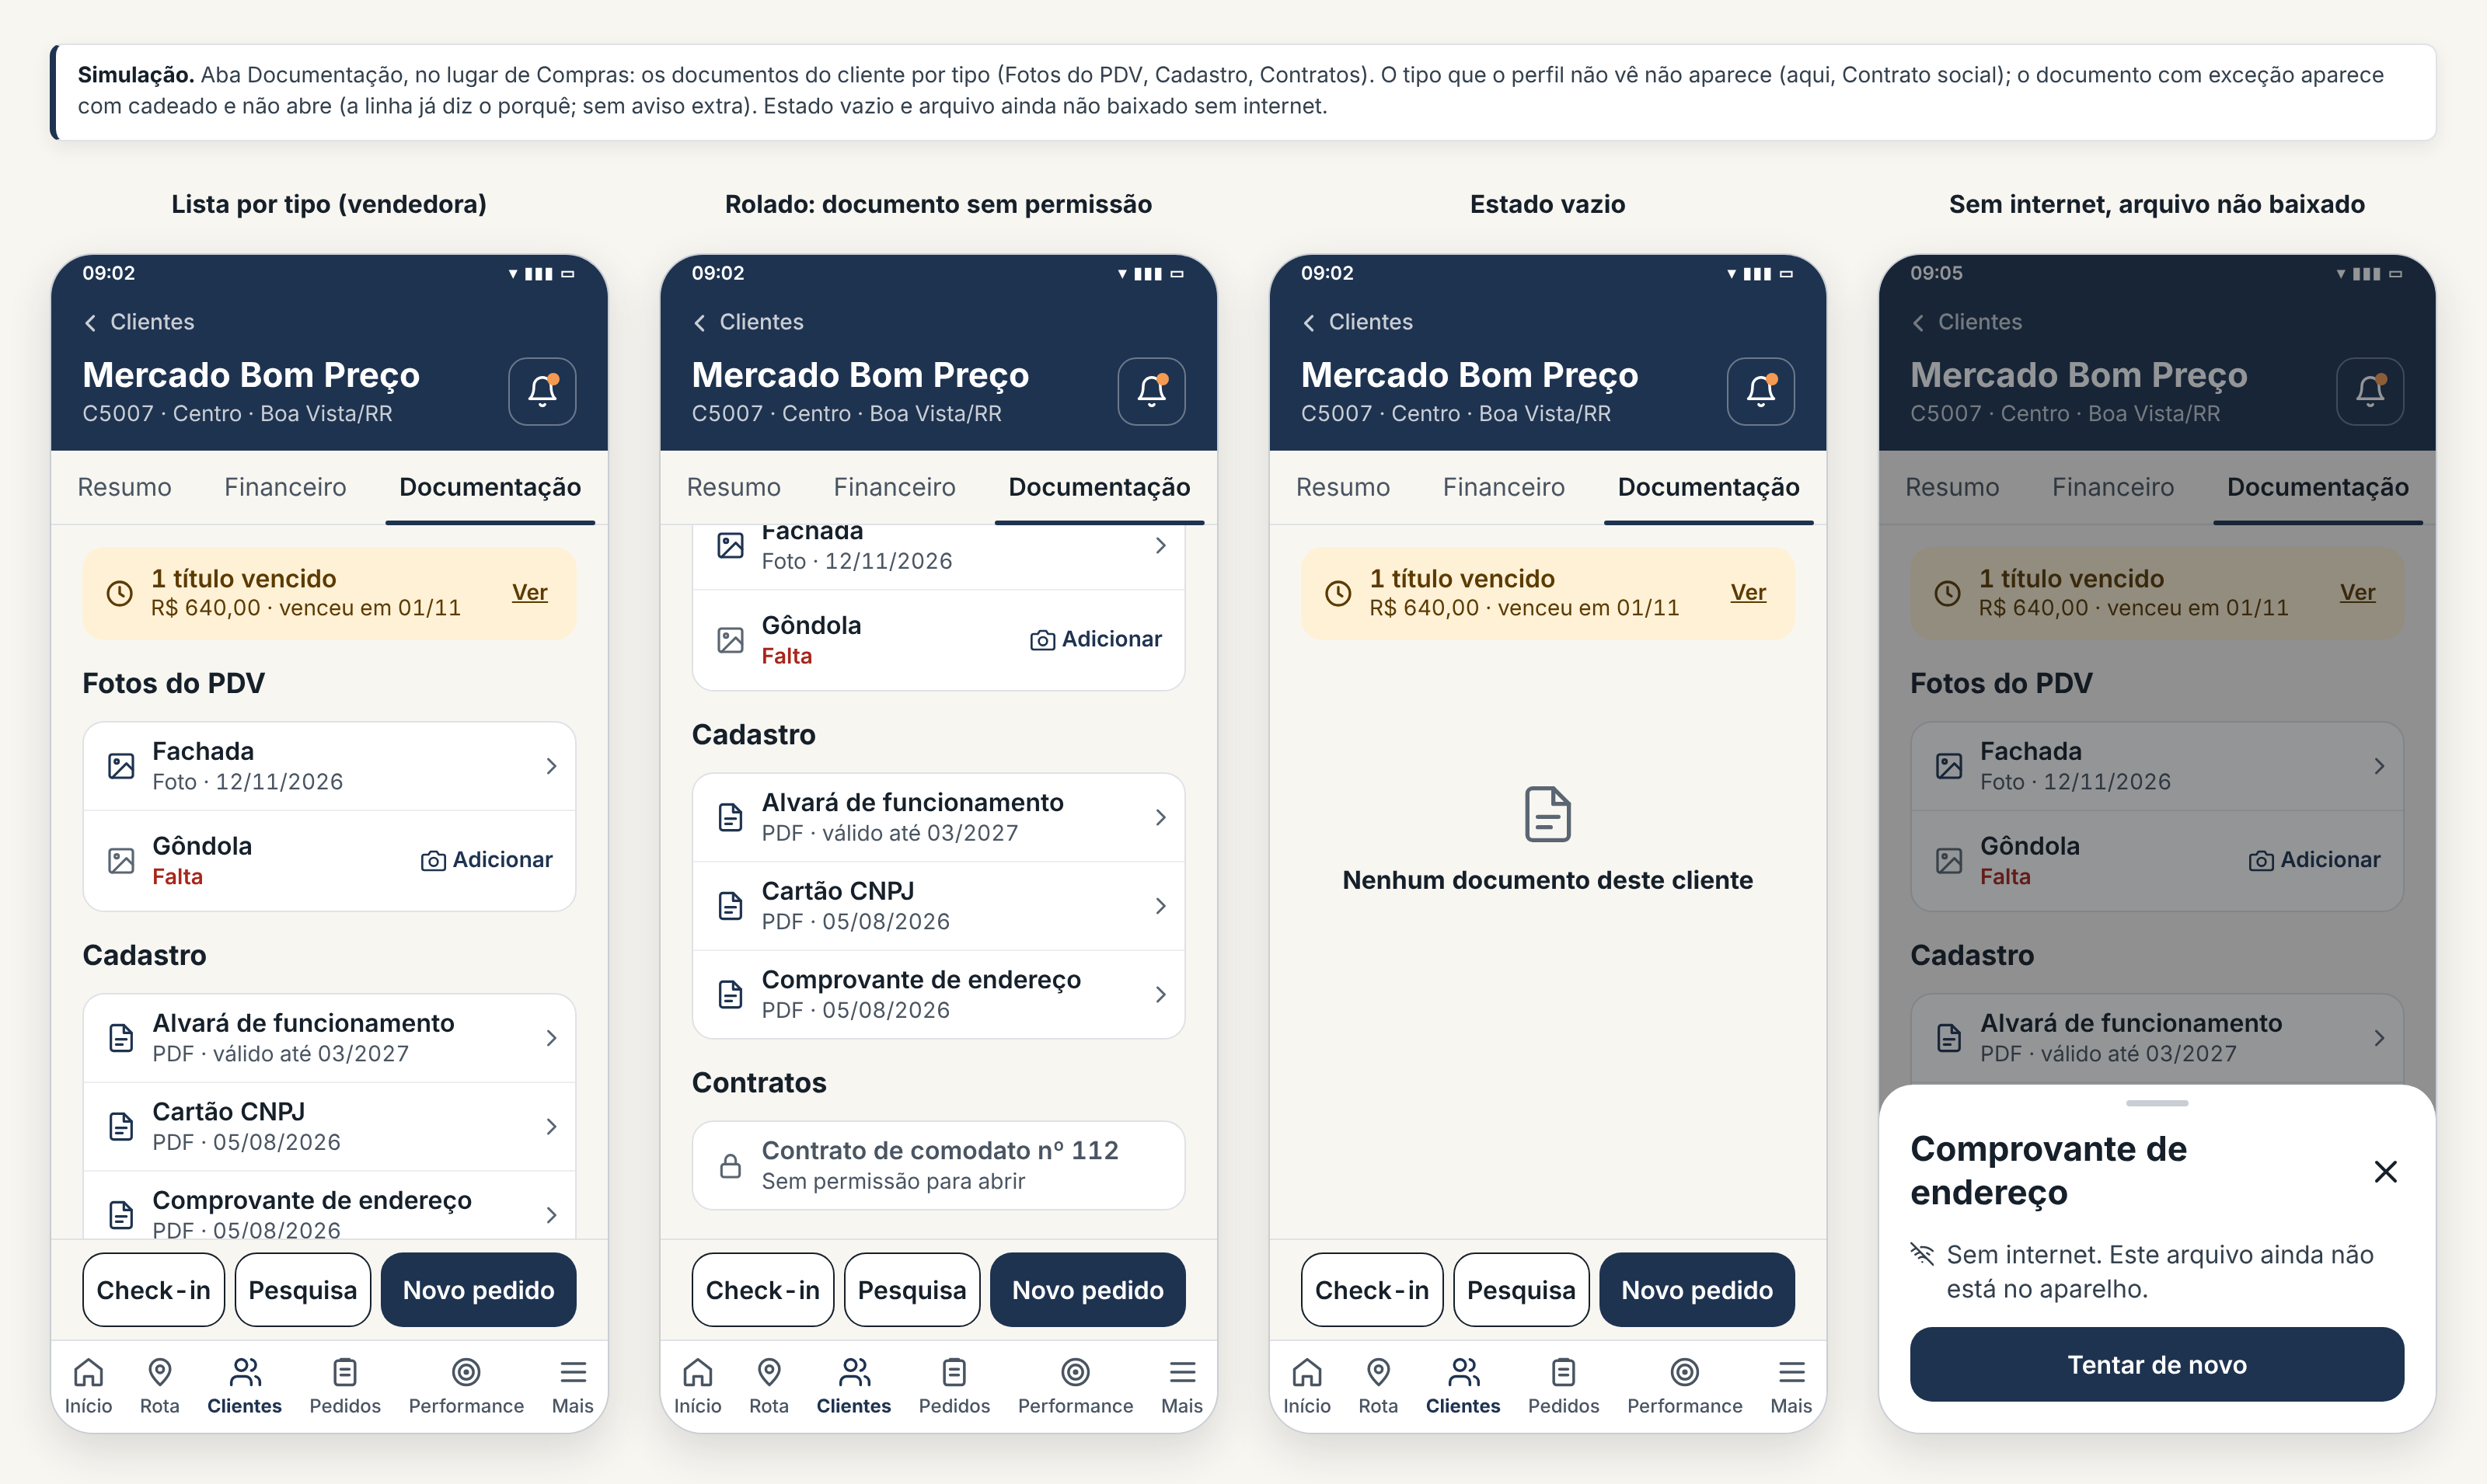 Simulação. Aba Documentação, no lugar de Compras: os documentos do cliente por tipo (Fotos do PDV, Cadastro, Contratos). O tipo que o perfil não vê não aparece (aqui, Contrato social); o documento com exceção aparece
com cadeado e não abre (a linha já diz o porquê; sem aviso extra). Estado vazio e arquivo ainda não baixado sem internet.
Lista por tipo (vendedora)
09:02
Clientes
Mercado Bom Preço
C5007 · Centro · Boa Vista/RR
Resumo Financeiro Documentação
1 título vencido
R$ 640,00 · venceu em 01/11
Ver
Fotos do PDV
Fachada
Foto · 12/11/2026
Gôndola
Falta
Adicionar
Cadastro
Alvará de funcionamento
PDF · válido até 03/2027
Cartão CNPJ
PDF · 05/08/2026
Comprovante de endereço
PDF · 05/08/2026
Check-in Pesquisa Novo pedido
Início Rota Clientes Pedidos Performance Mais
Rolado: documento sem permissão
09:02
Clientes
Mercado Bom Preço
C5007 · Centro · Boa Vista/RR
Resumo Financeiro Documentação
Fachada
Foto · 12/11/2026
Gôndola
Falta
Adicionar
Cadastro
Alvará de funcionamento
PDF · válido até 03/2027
Cartão CNPJ
PDF · 05/08/2026
Comprovante de endereço
PDF · 05/08/2026
Contratos
Contrato de comodato nº 112
Sem permissão para abrir
Check-in Pesquisa Novo pedido
Início Rota Clientes Pedidos Performance Mais
Estado vazio
09:02
Clientes
Mercado Bom Preço
C5007 · Centro · Boa Vista/RR
Resumo Financeiro Documentação
1 título vencido
R$ 640,00 · venceu em 01/11
Ver
Nenhum documento deste cliente
Check-in Pesquisa Novo pedido
Início Rota Clientes Pedidos Performance Mais
Sem internet, arquivo não baixado
09:05
Clientes
Mercado Bom Preço
C5007 · Centro · Boa Vista/RR
Resumo Financeiro Documentação
1 título vencido
R$ 640,00 · venceu em 01/11
Ver
Fotos do PDV
Fachada
Foto · 12/11/2026
Gôndola
Falta
Adicionar
Cadastro
Alvará de funcionamento
PDF · válido até 03/2027
Comprovante de
endereço
Sem internet. Este arquivo ainda não
está no aparelho.
Tentar de novo